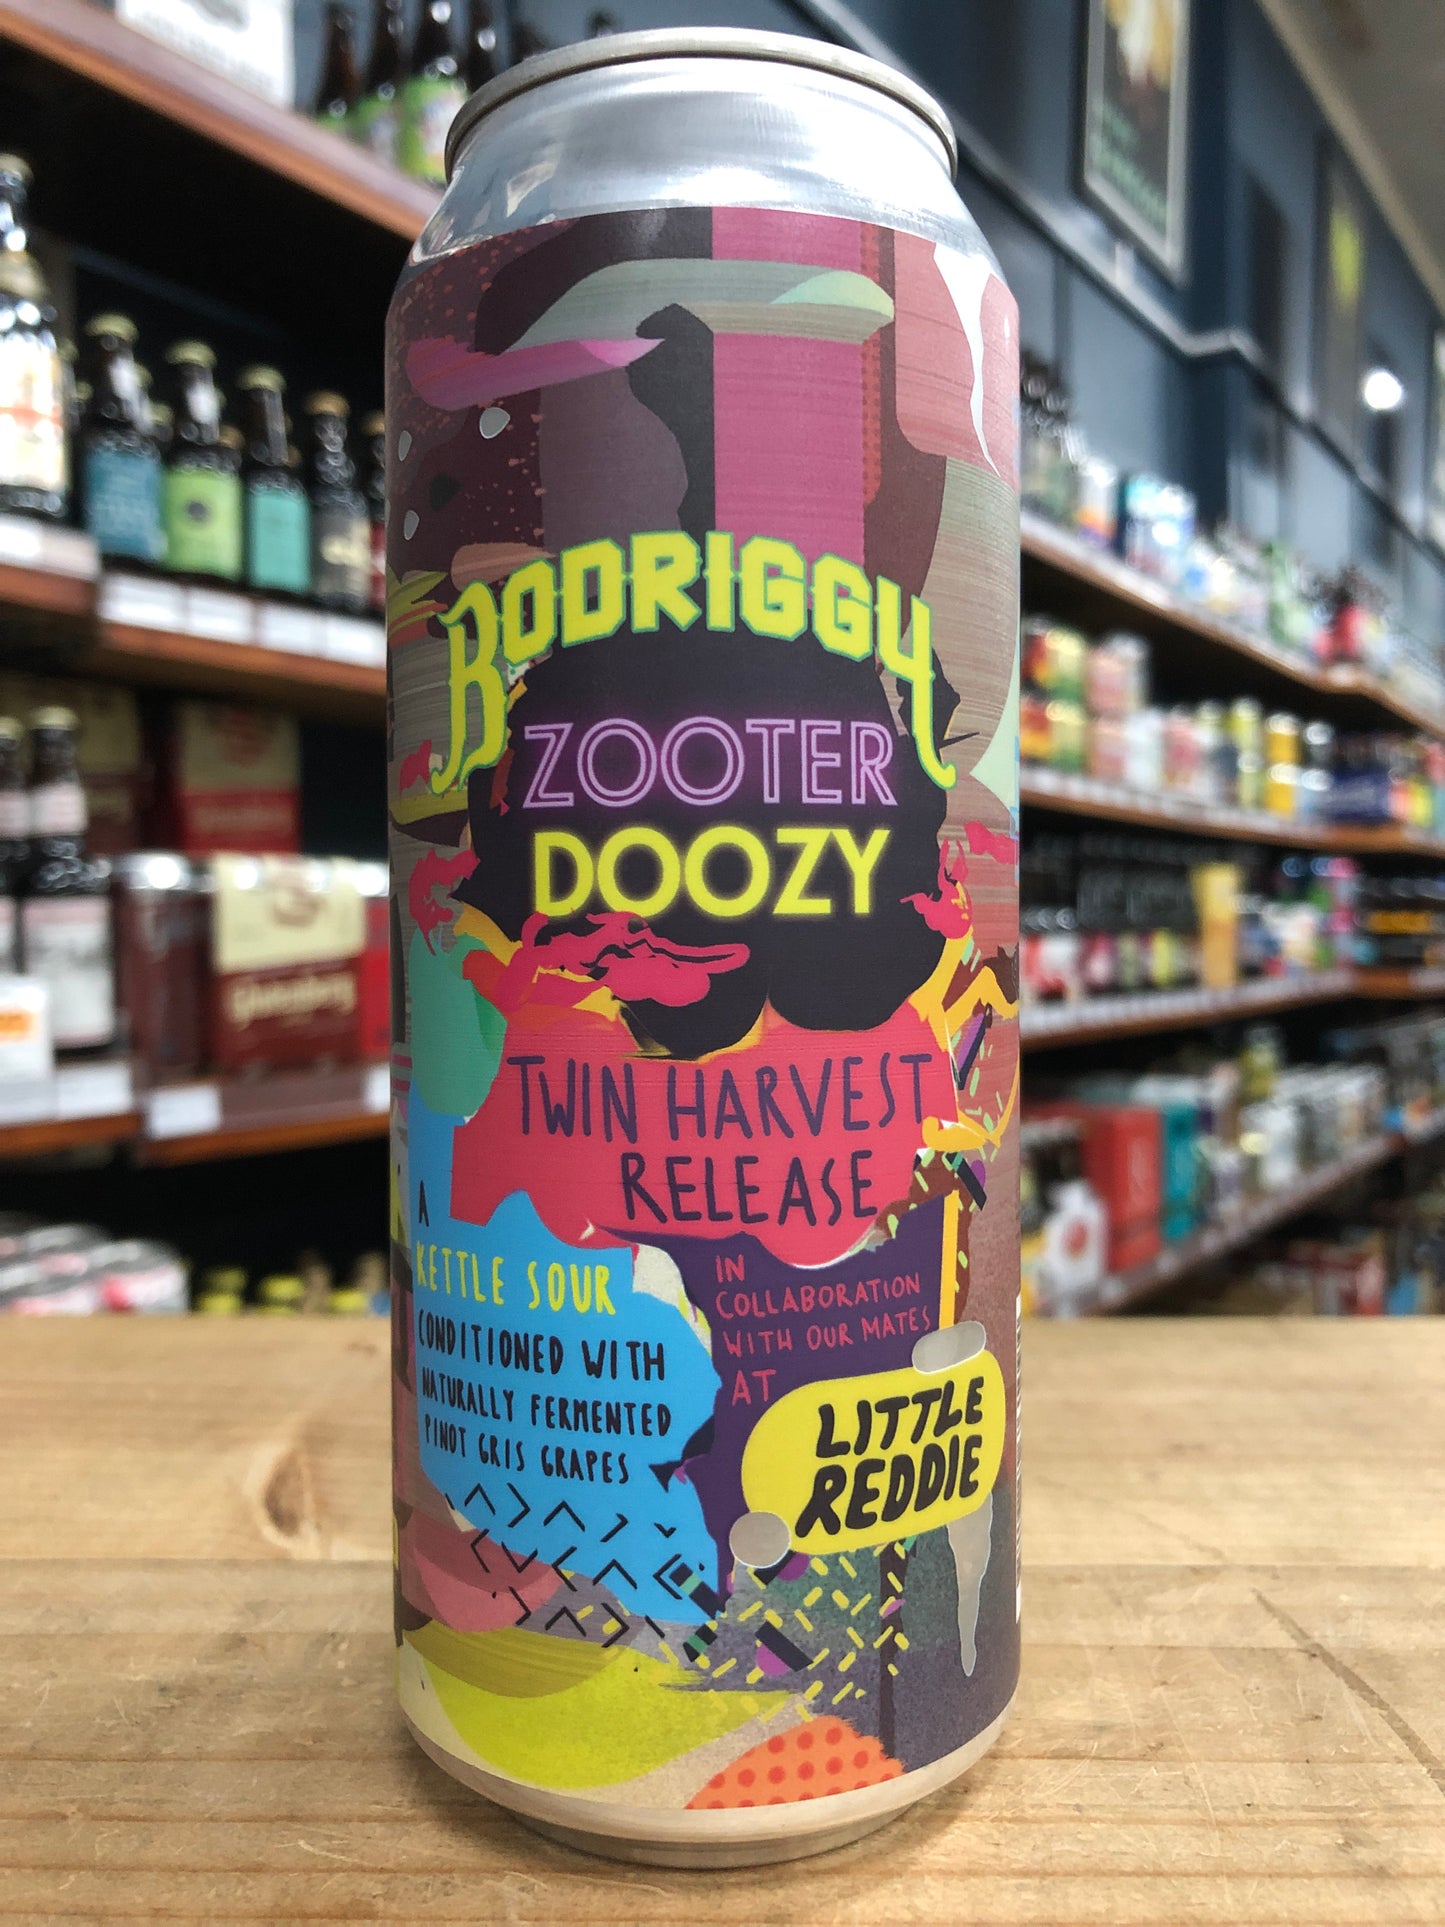 BODRIGGY
ZOOTER
DOOZY
TWIN HARVEST
RELEASE
A
KETTLE SOUR
CONDITIONED WITH
NATURALLY FERMENTED
PINOT GRIS GRAPES
IN
COLLABORATION
WITH OUR MATES
AT
LITTLE
REDDIE